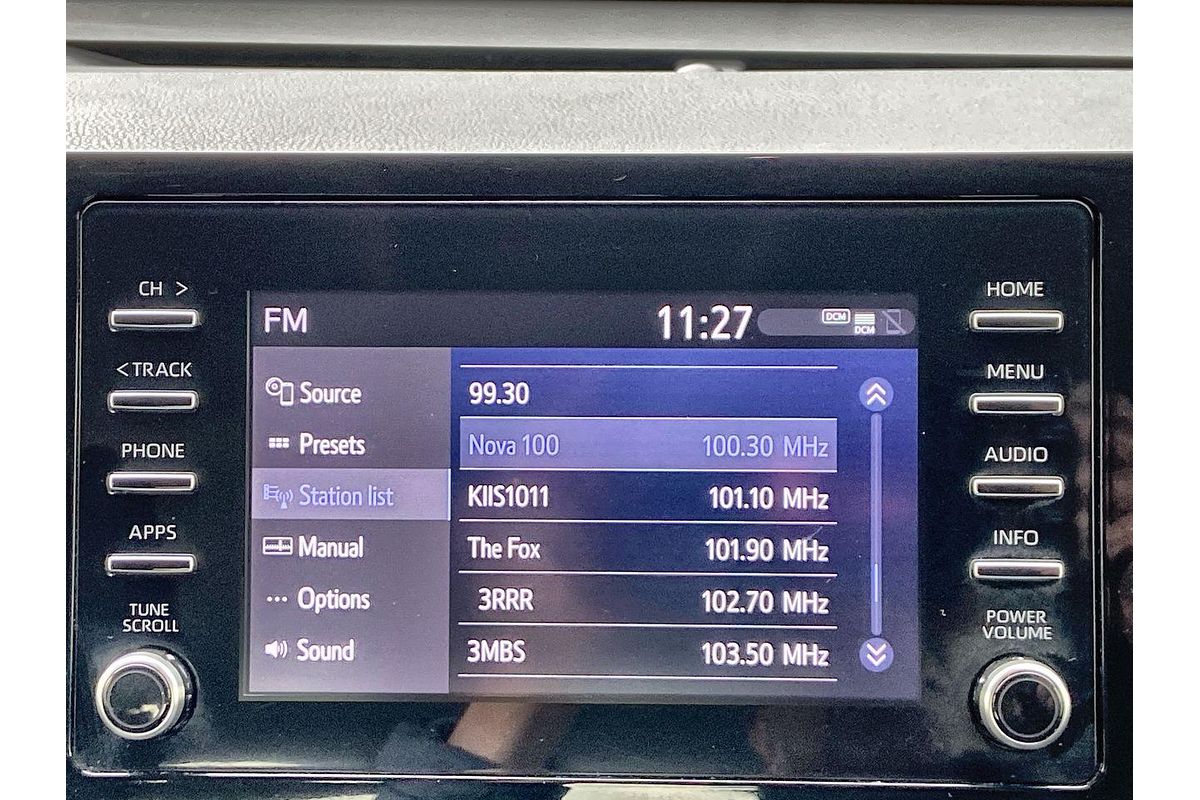 CH >
<TRACK
PHONE
APPS
TUNE
SCROLL
FM
11:27
DCM
DCM
Source
Presets
Station list
Manual
Options
Sound
99.30
Nova 100 100.30 MHz
KIIS1011 101.10 MHz
The Fox 101.90 MHz
3RRR 102.70 MHz
3MBS 103.50 MHz
HOME
MENU
AUDIO
INFO
POWER
VOLUME